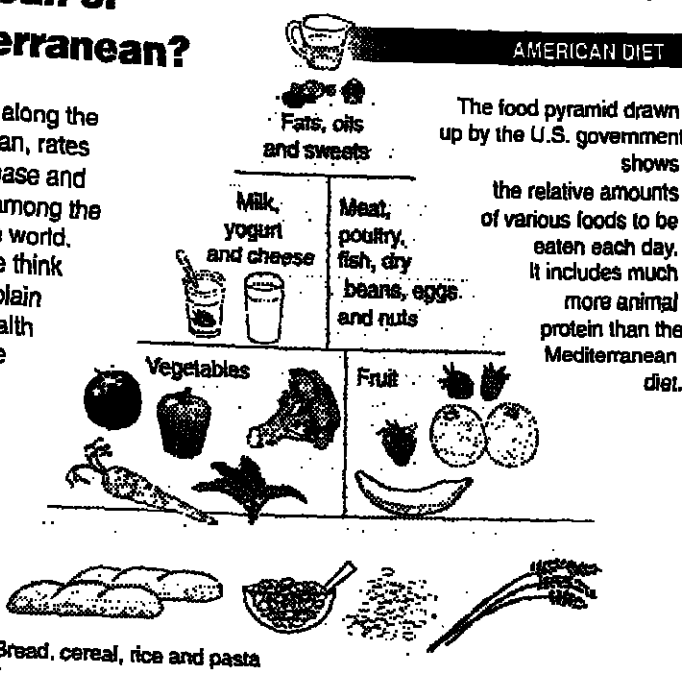 erranean?
along the
an, rates
ease and
among the
world.
e think
plain
alth
e
AMERICAN DIET
The food pyramid drawn
up by the U.S. government
shows
the relative amounts
of various foods to be
eaten each day.
It includes much
more animal
protein than the
Mediterranean
diet.
Fats, oils
and sweets
Milk,
yogurt
and cheese
Meat,
poultry,
fish, dry
beans, eggs
and nuts
Vegetables
Fruit
Bread, cereal, rice and pasta